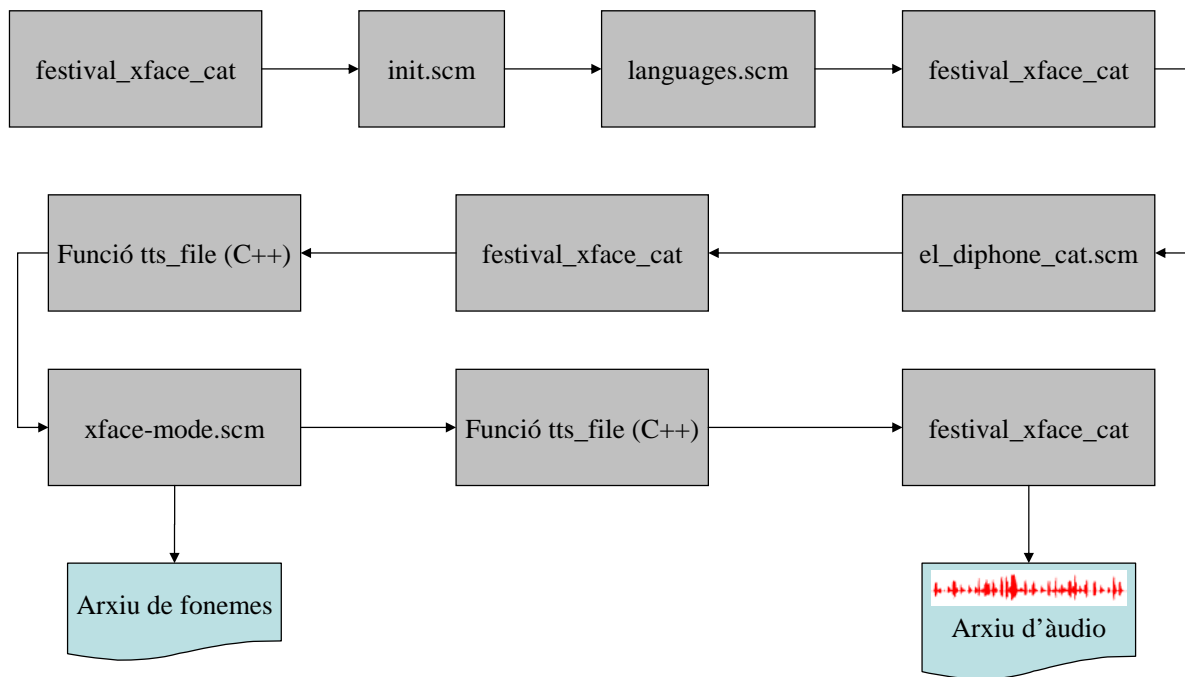 festival_xface_cat
init.scm
languages.scm
festival_xface_cat
Funció tts_file (C++)
festival_xface_cat
el_diphone_cat.scm
xface-mode.scm
Funció tts_file (C++)
festival_xface_cat
Arxiu de fonemes
Arxiu d’àudio